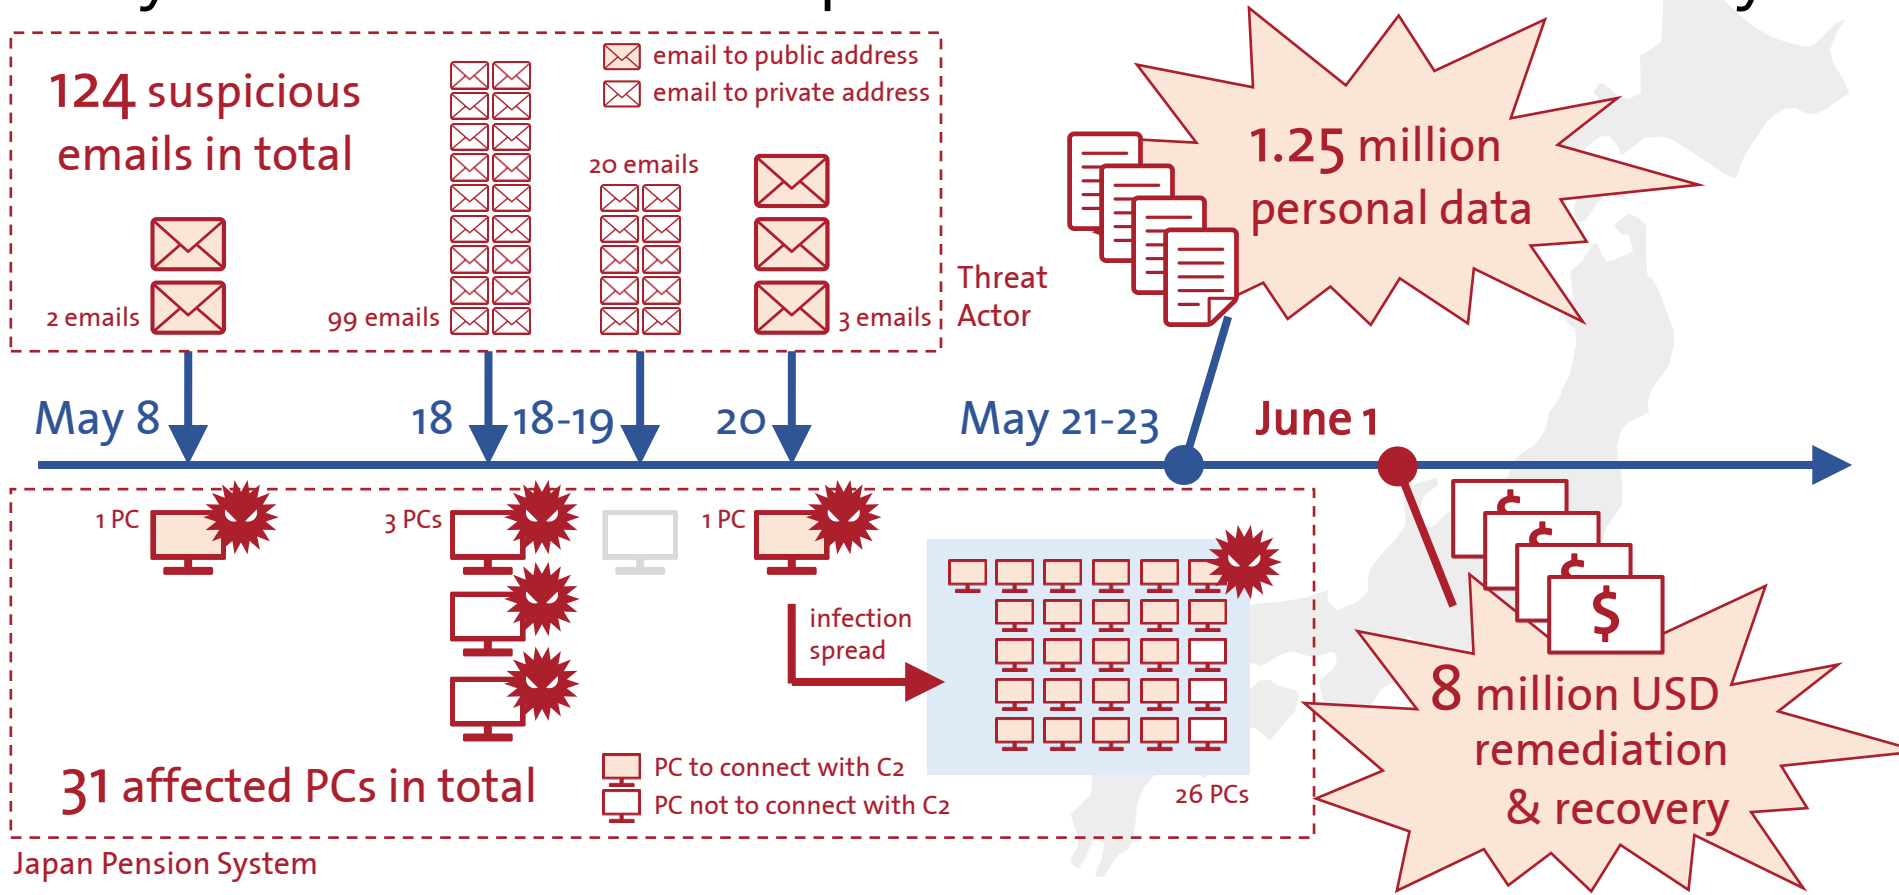 124 suspicious
emails in total
email to public address
email to private address
20 emails
2 emails
99 emails
3 emails
Threat
Actor
1.25 million
personal data
May 8
18
18-19
20
May 21-23
June 1
1 PC
3 PCs
1 PC
infection
spread
26 PCs
31 affected PCs in total
PC to connect with C2
PC not to connect with C2
$
$
$
$
8 million USD
remediation
& recovery
Japan Pension System